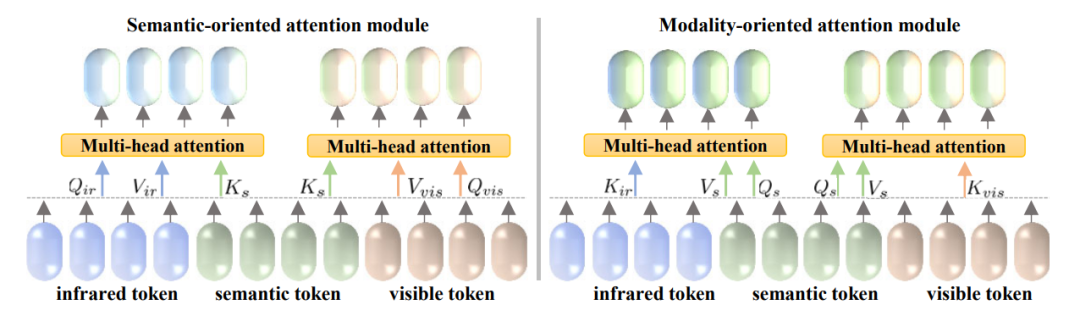 Semantic-oriented attention module
Modality-oriented attention module
Multi-head attention
Multi-head attention
Multi-head attention
Multi-head attention
Q_{ir} V_{ir} K_s K_s V_{vis} Q_{vis}
K_{ir} V_s Q_s Q_s V_s K_{vis}
infrared token semantic token visible token
infrared token semantic token visible token